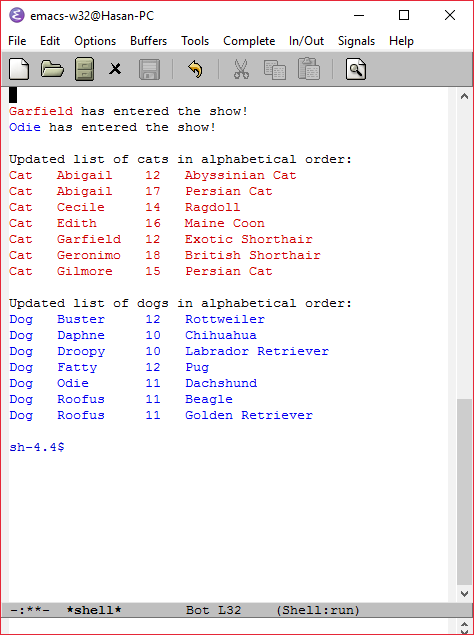 emacs-w32@Hasan-PC
File Edit Options Buffers Tools Complete In/Out Signals Help
Garfield has entered the show!
Odie has entered the show!
Updated list of cats in alphabetical order:
Cat Abigail 12 Abyssinian Cat
Cat Abigail 17 Persian Cat
Cat Cecile 14 Ragdoll
Cat Edith 16 Maine Coon
Cat Garfield 12 Exotic Shorthair
Cat Geronimo 18 British Shorthair
Cat Gilmore 15 Persian Cat
Updated list of dogs in alphabetical order:
Dog Buster 12 Rottweiler
Dog Daphne 10 Chihuahua
Dog Droopy 10 Labrador Retriever
Dog Fatty 12 Pug
Dog Odie 11 Dachshund
Dog Roofus 11 Beagle
Dog Roofus 11 Golden Retriever
sh-4.4$
-:**- *shell* Bot L32 (Shell:run)